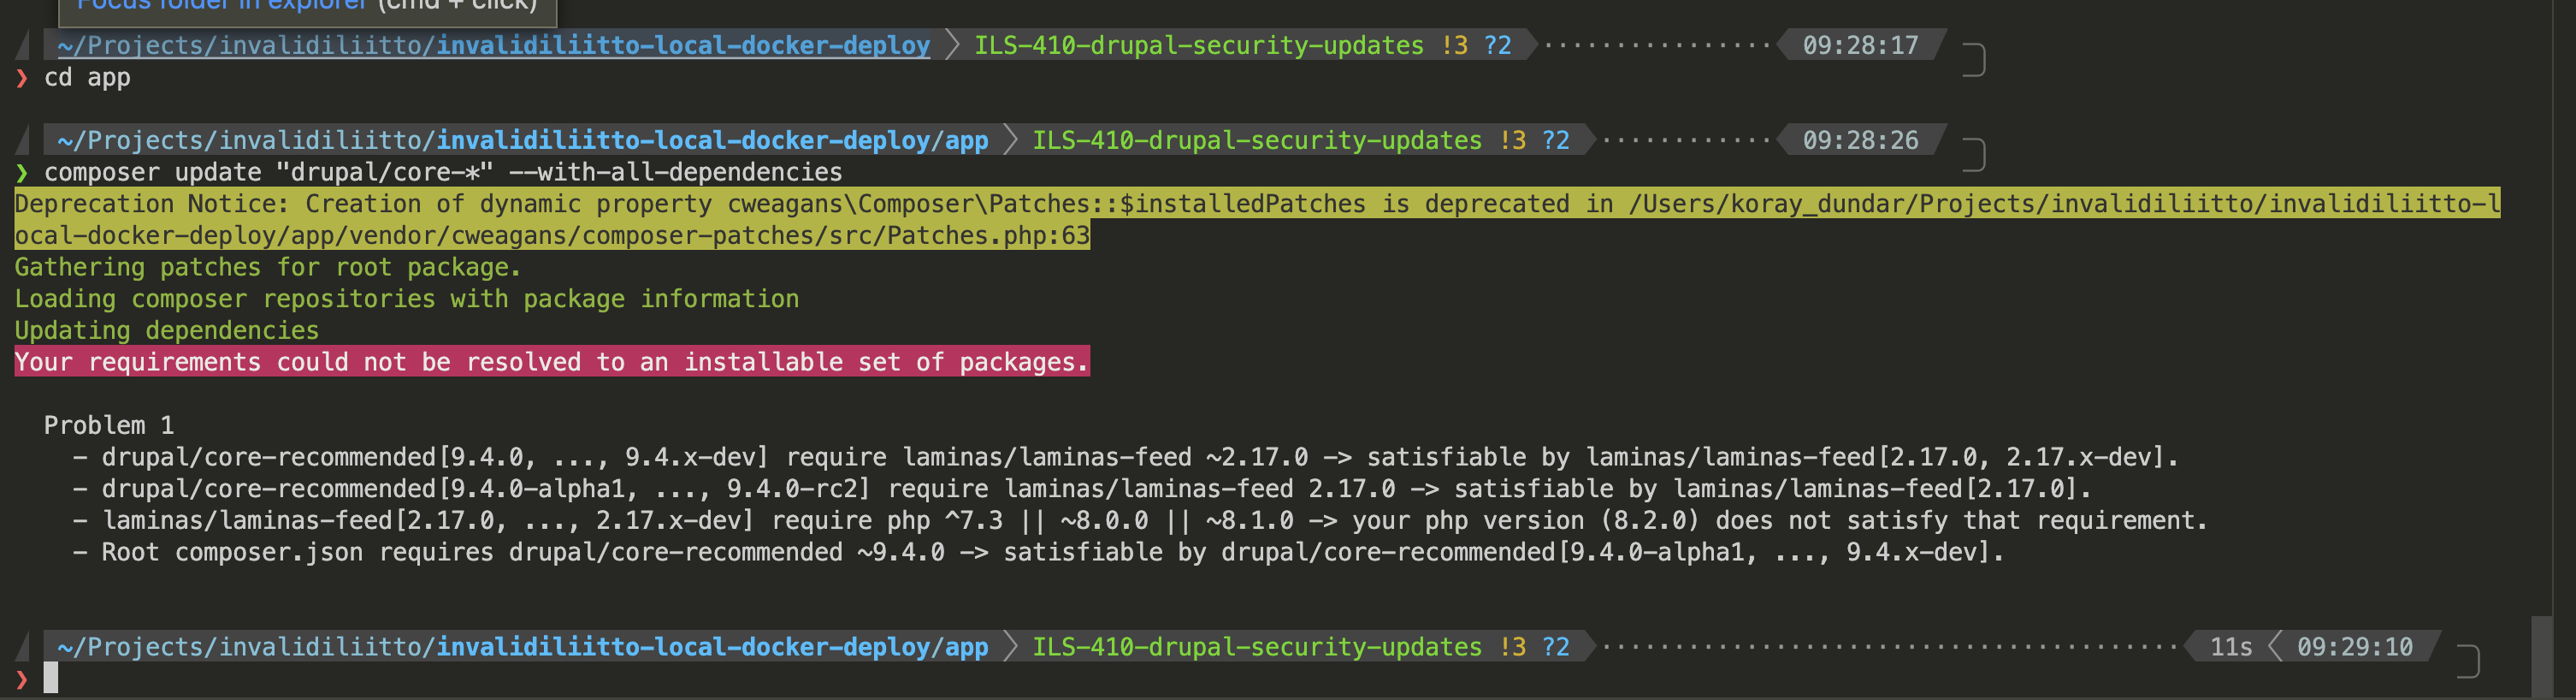 Focus folder in explorer (cmd + click)
~/Projects/invalidiliitto/invalidiliitto-local-docker-deploy ILS-410-drupal-security-updates !3 ?2 ················ 09:28:17
❯ cd app
~/Projects/invalidiliitto/invalidiliitto-local-docker-deploy/app ILS-410-drupal-security-updates !3 ?2 ············ 09:28:26
❯ composer update "drupal/core-*" --with-all-dependencies
Deprecation Notice: Creation of dynamic property cweagans\Composer\Patches::$installedPatches is deprecated in /Users/koray_dundar/Projects/invalidiliitto/invalidiliitto-l
ocal-docker-deploy/app/vendor/cweagans/composer-patches/src/Patches.php:63
Gathering patches for root package.
Loading composer repositories with package information
Updating dependencies
Your requirements could not be resolved to an installable set of packages.
Problem 1
- drupal/core-recommended[9.4.0, ..., 9.4.x-dev] require laminas/laminas-feed ~2.17.0 -> satisfiable by laminas/laminas-feed[2.17.0, 2.17.x-dev].
- drupal/core-recommended[9.4.0-alpha1, ..., 9.4.0-rc2] require laminas/laminas-feed 2.17.0 -> satisfiable by laminas/laminas-feed[2.17.0].
- laminas/laminas-feed[2.17.0, ..., 2.17.x-dev] require php ^7.3 || ~8.0.0 || ~8.1.0 -> your php version (8.2.0) does not satisfy that requirement.
- Root composer.json requires drupal/core-recommended ~9.4.0 -> satisfiable by drupal/core-recommended[9.4.0-alpha1, ..., 9.4.x-dev].
~/Projects/invalidiliitto/invalidiliitto-local-docker-deploy/app ILS-410-drupal-security-updates !3 ?2 ········································ 11s 09:29:10
❯